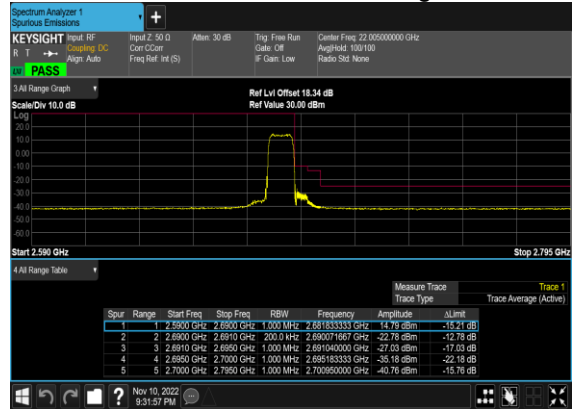 Spectrum Analyzer 1
Spurious Emissions
+
KEYSIGHT Input: RF Input Z: 50 Ω Atten: 30 dB Trig: Free Run Center Freq: 22.005000000 GHz
R T Coupling: DC Corr CCorr Gate: Off Avg|Hold: 100/100
Align: Auto Freq Ref: Int (S) IF Gain: Low Radio Std: None
PASS
3 All Range Graph
Ref Lvl Offset 18.34 dB
Scale/Div 10.0 dB Ref Value 30.00 dBm
Log
20.0
10.0
0.00
-10.0
-20.0
-30.0
-40.0
-50.0
-60.0
Start 2.590 GHz Stop 2.795 GHz
4 All Range Table
Measure Trace Trace 1
Trace Type Trace Average (Active)
Spur Range Start Freq Stop Freq RBW Frequency Amplitude ΔLimit
1 1 2.5900 GHz 2.6900 GHz 1.000 MHz 2.681833333 GHz 14.79 dBm -15.21 dB
2 2 2.6900 GHz 2.6910 GHz 200.0 kHz 2.690071667 GHz -22.78 dBm -12.78 dB
3 3 2.6910 GHz 2.6950 GHz 1.000 MHz 2.691040000 GHz -27.03 dBm -17.03 dB
4 4 2.6950 GHz 2.7000 GHz 1.000 MHz 2.695183333 GHz -35.18 dBm -22.18 dB
5 5 2.7000 GHz 2.7950 GHz 1.000 MHz 2.700950000 GHz -40.76 dBm -15.76 dB
? Nov 10, 2022
9:31:57 PM